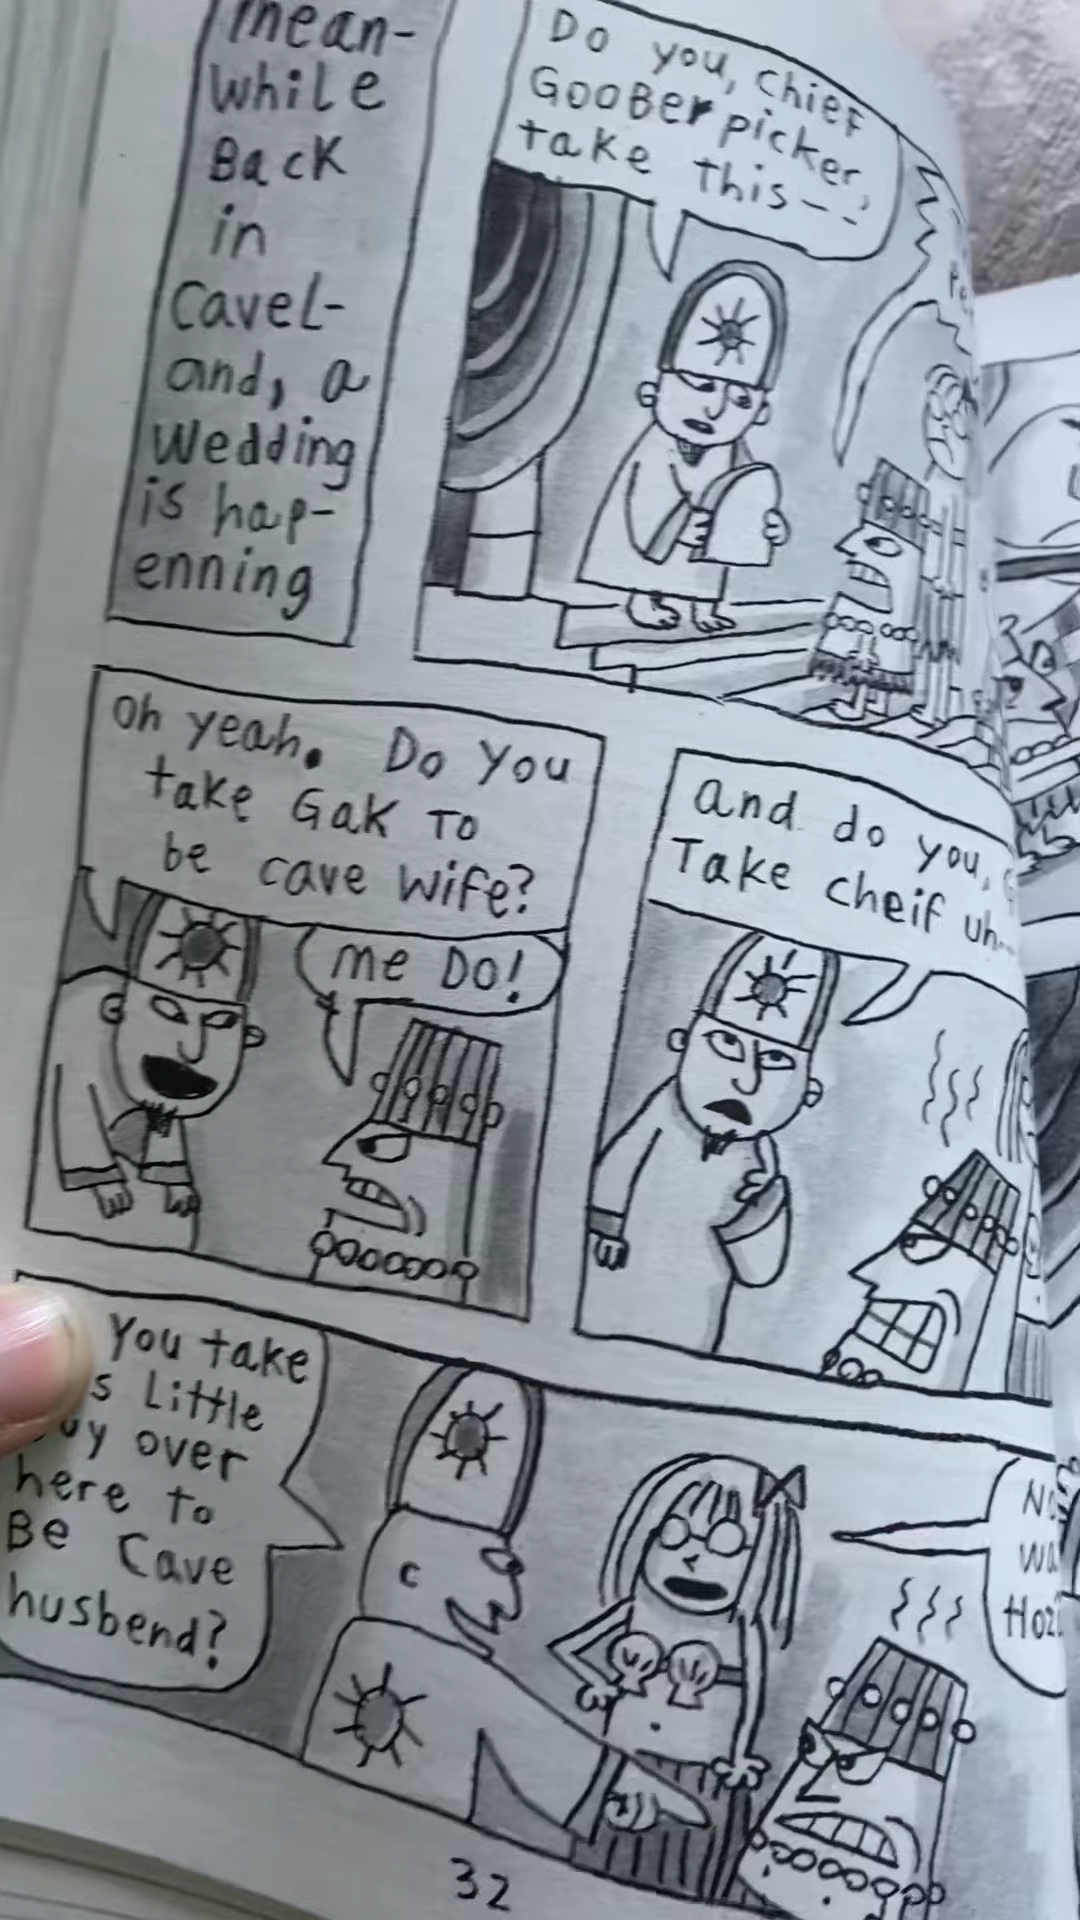 mean-
while
Back
in
CaveL-
and, a
wedding
is hap-
enning
Do you, chief
GooBer picker,
take this--
Oh yeah. Do You
take Gak To
be cave wife?
me Do!
and do you,
Take cheif uh...
You take
Little
over
here to
Be Cave
husbend?
32